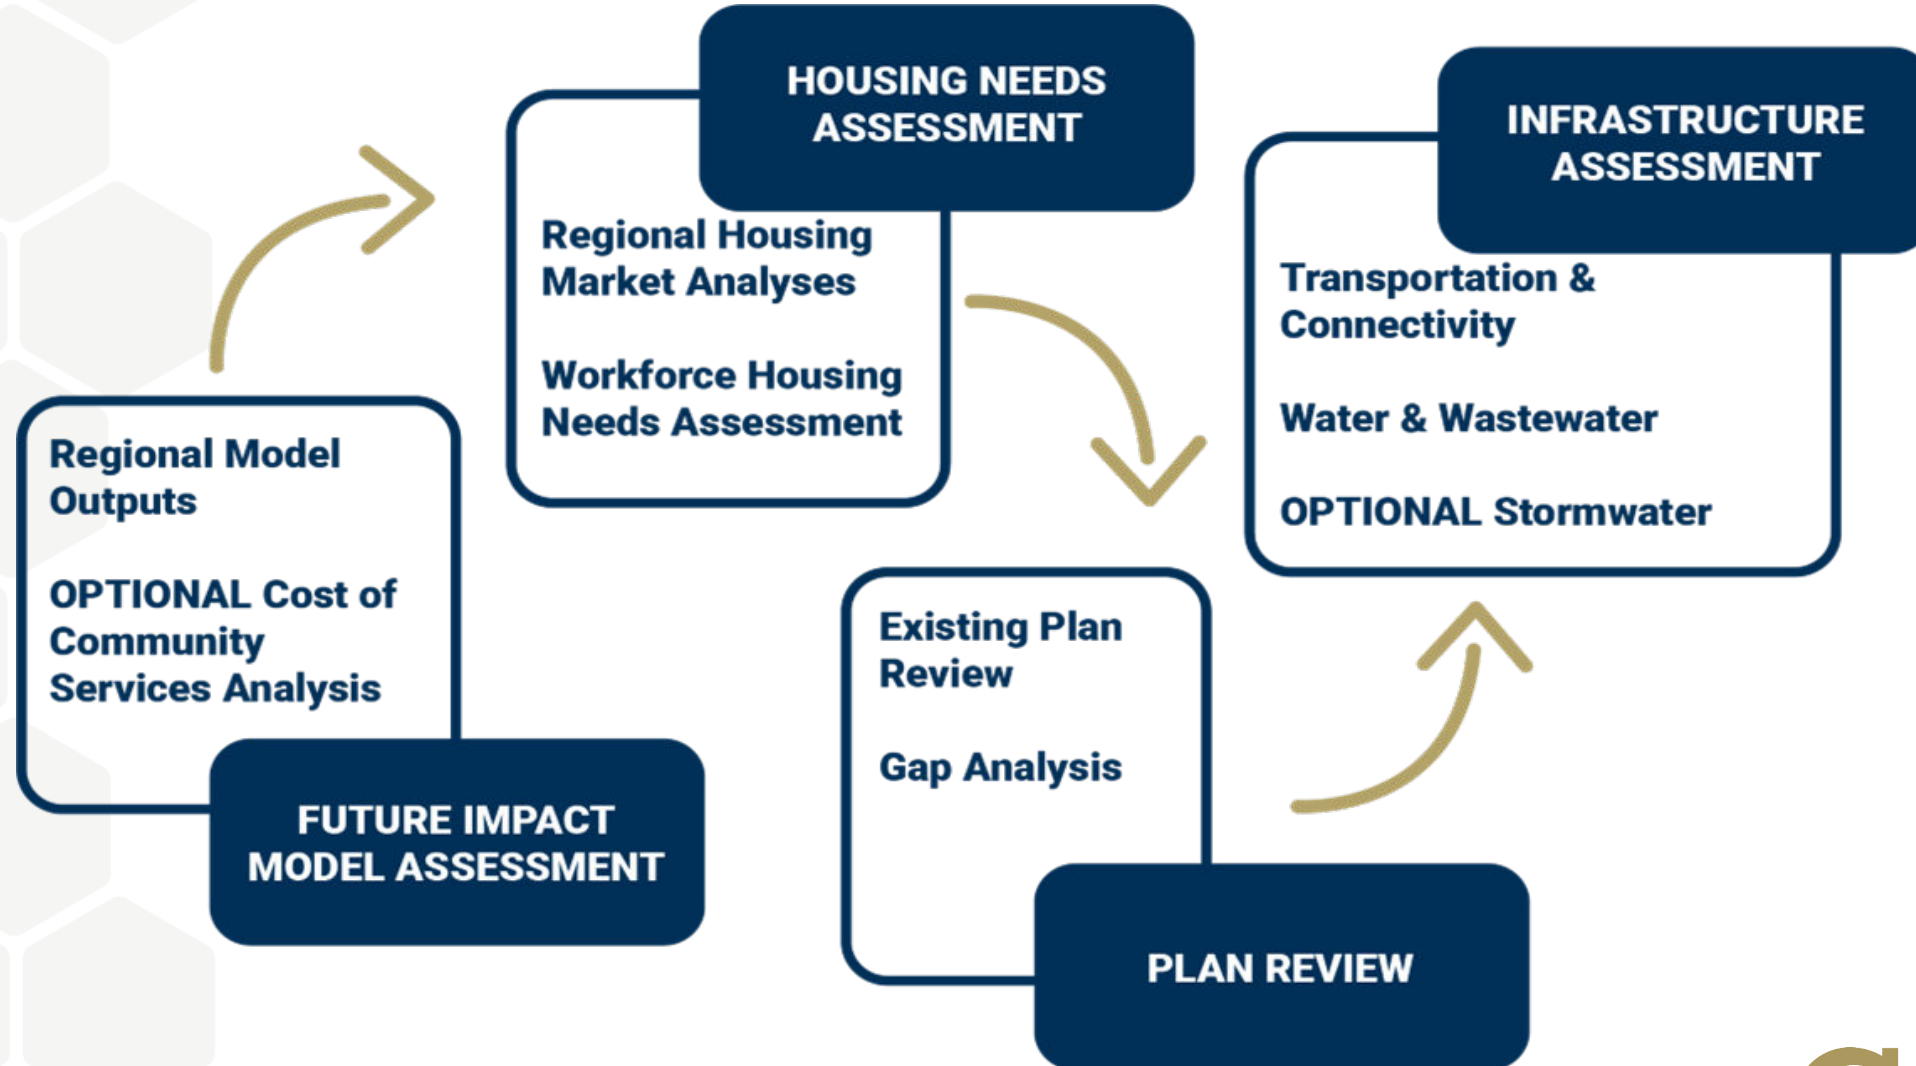 Regional Model
Outputs
OPTIONAL Cost of
Community
Services Analysis
FUTURE IMPACT
MODEL ASSESSMENT
HOUSING NEEDS
ASSESSMENT
Regional Housing
Market Analyses
Workforce Housing
Needs Assessment
Existing Plan
Review
Gap Analysis
PLAN REVIEW
INFRASTRUCTURE
ASSESSMENT
Transportation &
Connectivity
Water & Wastewater
OPTIONAL Stormwater